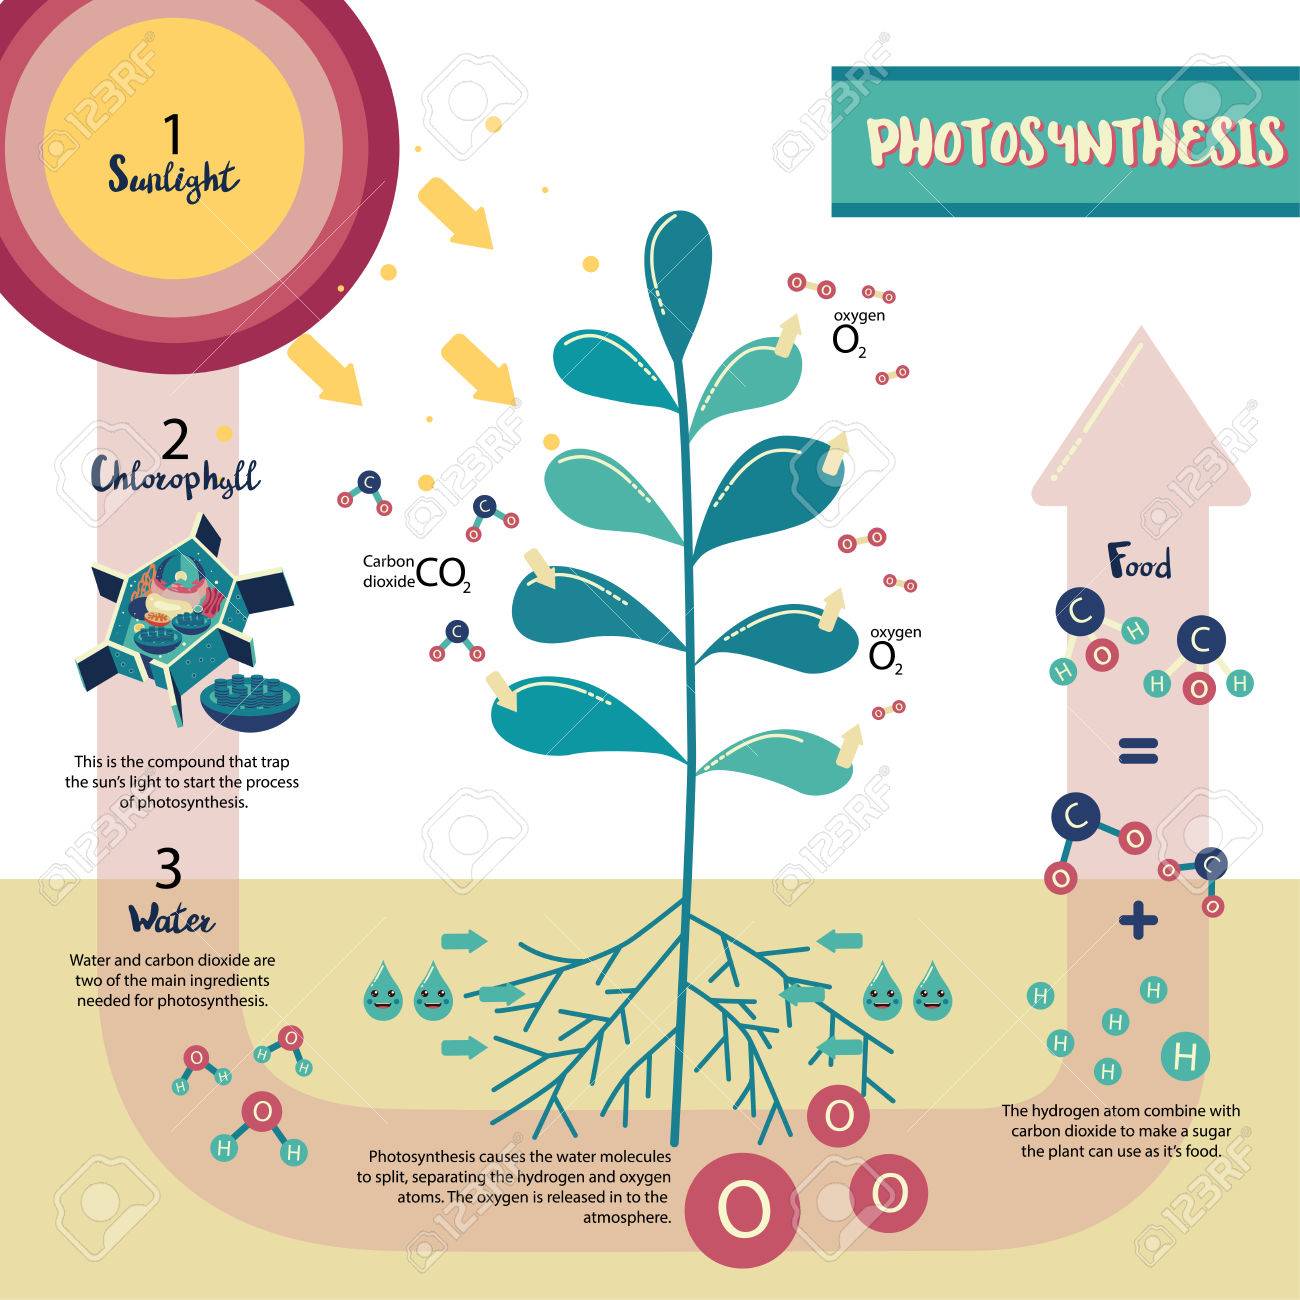 PHOTOSYNTHESIS
1
Sunlight
2
Chlorophyll
This is the compound that trap
the sun's light to start the process
of photosynthesis.
3
Water
Water and carbon dioxide are
two of the main ingredients
needed for photosynthesis.
O
H
H
O
H
H
O
H
H
C
O
O
C
O
O
Carbon
dioxide CO2
C
O
O
O
O
O
O
oxygen
O2
O
O
O
O
O
O
oxygen
O2
O
O
Photosynthesis causes the water molecules
to split, separating the hydrogen and oxygen
atoms. The oxygen is released in to the
atmosphere.
O
O
O
Food
C
H
O
H
C
H
O
H
=
C
O
O
C
O
O
+
H
H
H
H
H
H
The hydrogen atom combine with
carbon dioxide to make a sugar
the plant can use as it's food.
123RF